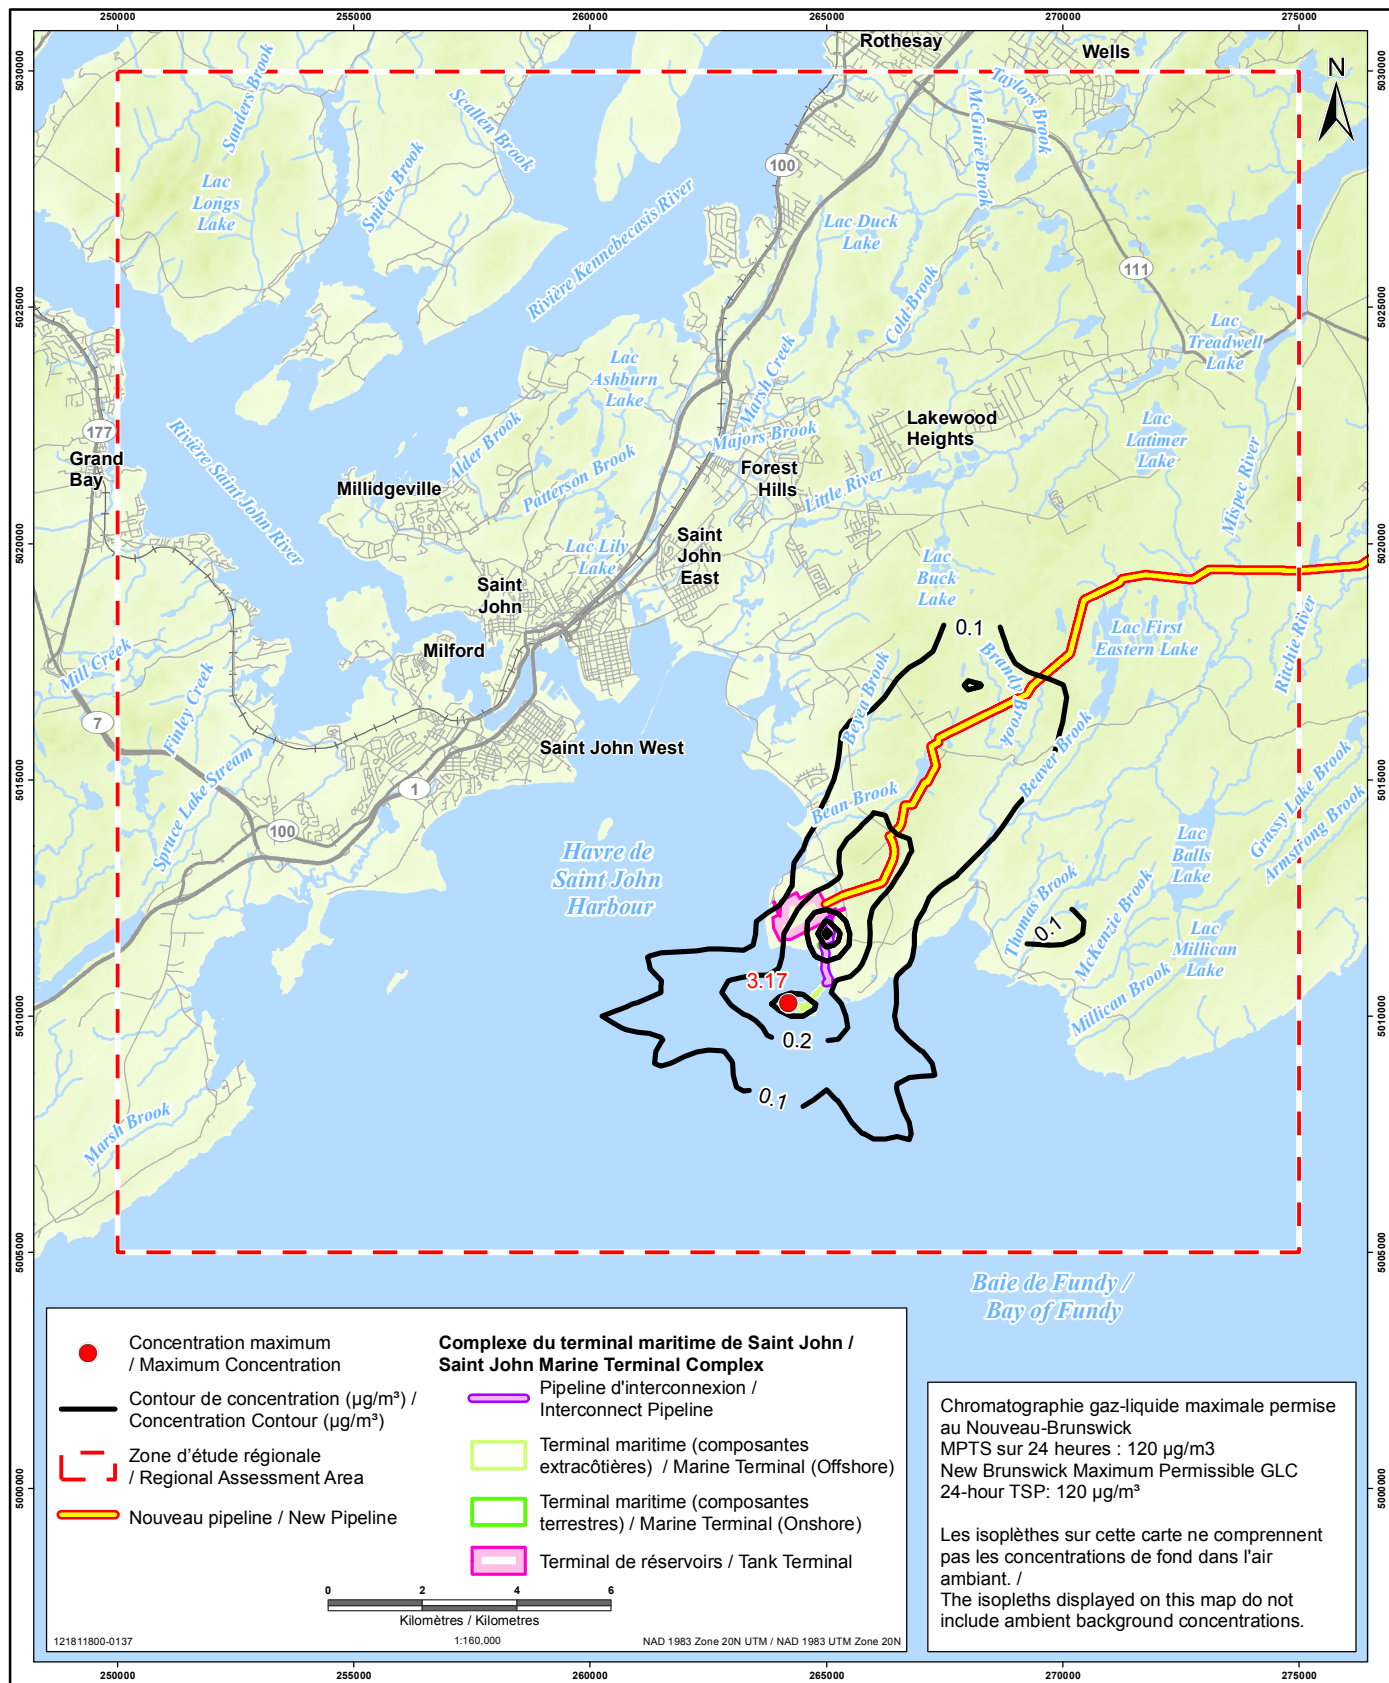 250000
255000
260000
265000
270000
275000
5030000
5025000
5020000
5015000
5010000
5005000
5000000
5030000
5025000
5020000
5015000
5010000
5005000
5000000
N
Rothesay
Wells
Sanders Brook
Scallen Brook
Taylors Brook
McGuire Brook
100
Lac
Longs
Lake
Snider Brook
Rivière Kennebecasis River
Lac Duck
Lake
111
Cold Brook
Lac
Treadwell
Lake
Lac
Ashburn
Lake
Marsh Creek
177
Grand
Bay
Rivière Saint John River
Alder Brook
Majors Brook
Lakewood
Heights
Lac
Latimer
Lake
Millidgeville
Patterson Brook
Forest
Hills
Little River
Mispec River
Lac Lily
Lake
Saint
John
East
Lac
Buck
Lake
Saint
John
0.1
Lac First
Eastern Lake
Milford
Mill Creek
Finley Creek
Brandy Brook
Ritchie River
Beyea Brook
7
Saint John West
Spruce Lake Stream
1
Beaver Brook
100
Bean Brook
Grassy Lake Brook
Armstrong Brook
Havre de
Saint John
Harbour
Lac
Balls
Lake
Thomas Brook
0.1
McKenzie Brook
Lac
Millican
Lake
3.17
Millican Brook
0.2
0.1
Marsh Brook
Baie de Fundy /
Bay of Fundy
Concentration maximum
/ Maximum Concentration
Contour de concentration (µg/m³) /
Concentration Contour (µg/m³)
Zone d'étude régionale
/ Regional Assessment Area
Nouveau pipeline / New Pipeline
Complexe du terminal maritime de Saint John /
Saint John Marine Terminal Complex
Pipeline d'interconnexion /
Interconnect Pipeline
Terminal maritime (composantes
extracôtières) / Marine Terminal (Offshore)
Terminal maritime (composantes
terrestres) / Marine Terminal (Onshore)
Terminal de réservoirs / Tank Terminal
0 2 4 6
Kilomètres / Kilometres
121811800-0137
1:160,000
NAD 1983 Zone 20N UTM / NAD 1983 UTM Zone 20N
Chromatographie gaz-liquide maximale permise
au Nouveau-Brunswick
MPTS sur 24 heures : 120 µg/m3
New Brunswick Maximum Permissible GLC
24-hour TSP: 120 µg/m³
Les isoplèthes sur cette carte ne comprennent
pas les concentrations de fond dans l'air
ambiant. /
The isopleths displayed on this map do not
include ambient background concentrations.
250000
255000
260000
265000
270000
275000